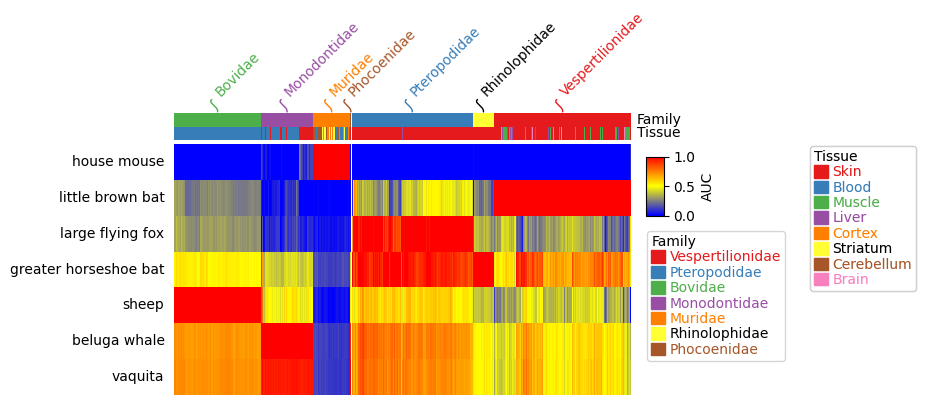 Bovidae
Monodontidae
Muridae
Phocoenidae
Pteropodidae
Rhinolophidae
Vespertilionidae
Family
Tissue
house mouse
little brown bat
large flying fox
greater horseshoe bat
sheep
beluga whale
vaquita
1.0
0.5
0.0
AUC
Family
Vespertilionidae
Pteropodidae
Bovidae
Monodontidae
Muridae
Rhinolophidae
Phocoenidae
Tissue
Skin
Blood
Muscle
Liver
Cortex
Striatum
Cerebellum
Brain